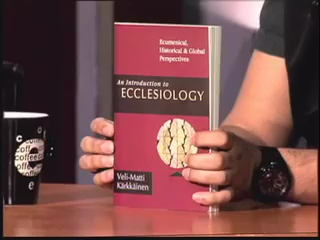 Ecumenical,
Historical & Global
Perspectives
An Introduction to
ECCLESIOLOGY
Veli-Matti
Kärkkäinen
coffee